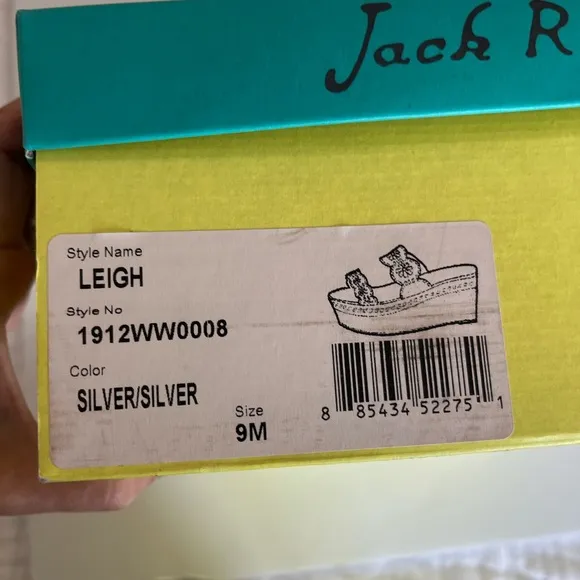 Jack R
Style Name
LEIGH
Style No
1912WW0008
Color
SILVER/SILVER
Size
9M
8 85434 52275 1